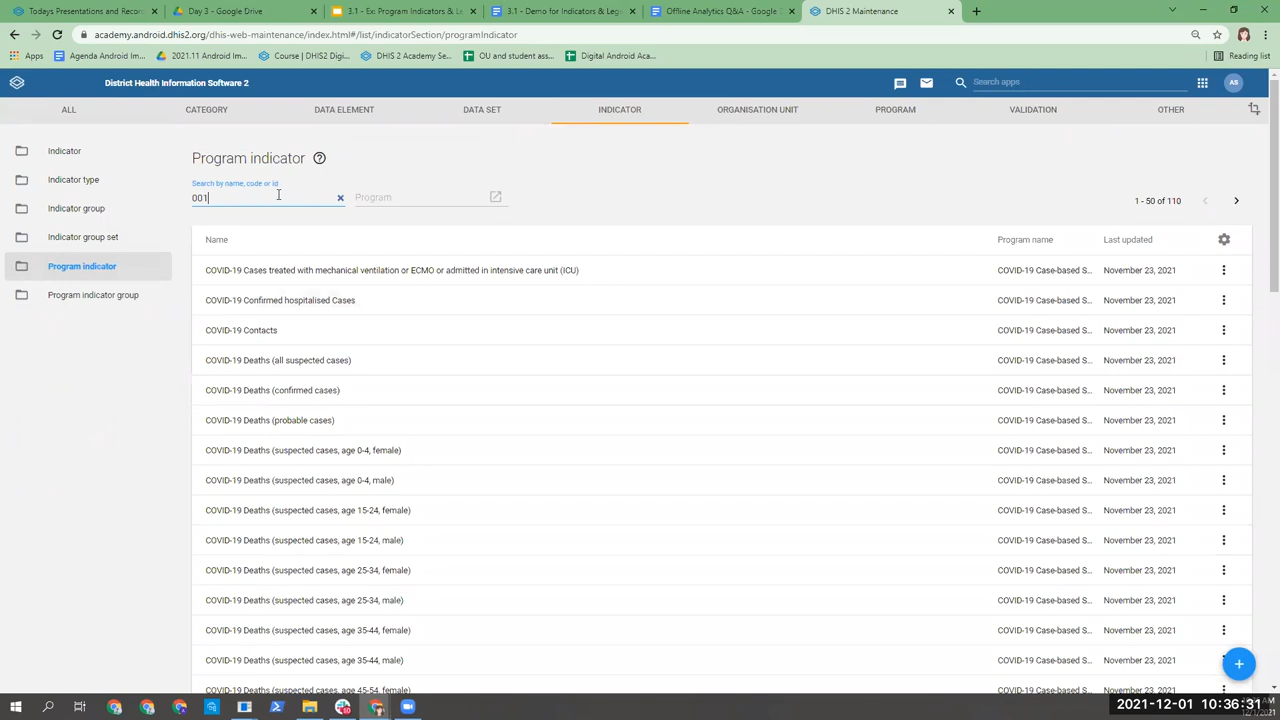 Todays Presentations and Record
Day 3 - Google Drive
3.1 - Ex: Program Indicators & Le
3.1 - Demo for Indicators & Leg
Offline Analytics Q&A - Google
DHIS 2 Maintenance
academy.android.dhis2.org/dhis-web-maintenance/index.html#/list/indicatorSection/programIndicator
Apps
Agenda Android Im...
2021.11 Android Im...
Course | DHIS2 Digi...
DHIS 2 Academy Se...
OU and student ass...
Digital Android Aca...
Reading list
District Health Information Software 2
Search apps
AS
ALL
CATEGORY
DATA ELEMENT
DATA SET
INDICATOR
ORGANISATION UNIT
PROGRAM
VALIDATION
OTHER
Indicator
Indicator type
Indicator group
Indicator group set
Program indicator
Program indicator group
Program indicator
Search by name, code or id
001
Program
1 - 50 of 110
Name
Program name
Last updated
COVID-19 Cases treated with mechanical ventilation or ECMO or admitted in intensive care unit (ICU)
COVID-19 Case-based S...
November 23, 2021
COVID-19 Confirmed hospitalised Cases
COVID-19 Case-based S...
November 23, 2021
COVID-19 Contacts
COVID-19 Case-based S...
November 23, 2021
COVID-19 Deaths (all suspected cases)
COVID-19 Case-based S...
November 23, 2021
COVID-19 Deaths (confirmed cases)
COVID-19 Case-based S...
November 23, 2021
COVID-19 Deaths (probable cases)
COVID-19 Case-based S...
November 23, 2021
COVID-19 Deaths (suspected cases, age 0-4, female)
COVID-19 Case-based S...
November 23, 2021
COVID-19 Deaths (suspected cases, age 0-4, male)
COVID-19 Case-based S...
November 23, 2021
COVID-19 Deaths (suspected cases, age 15-24, female)
COVID-19 Case-based S...
November 23, 2021
COVID-19 Deaths (suspected cases, age 15-24, male)
COVID-19 Case-based S...
November 23, 2021
COVID-19 Deaths (suspected cases, age 25-34, female)
COVID-19 Case-based S...
November 23, 2021
COVID-19 Deaths (suspected cases, age 25-34, male)
COVID-19 Case-based S...
November 23, 2021
COVID-19 Deaths (suspected cases, age 35-44, female)
COVID-19 Case-based S...
November 23, 2021
COVID-19 Deaths (suspected cases, age 35-44, male)
COVID-19 Case-based S...
November 23, 2021
COVID-19 Deaths (suspected cases, age 45-54, female)
COVID-19 Case-based S...
November 23, 2021
2021-12-01 10:36:31
AM
12/1/2021